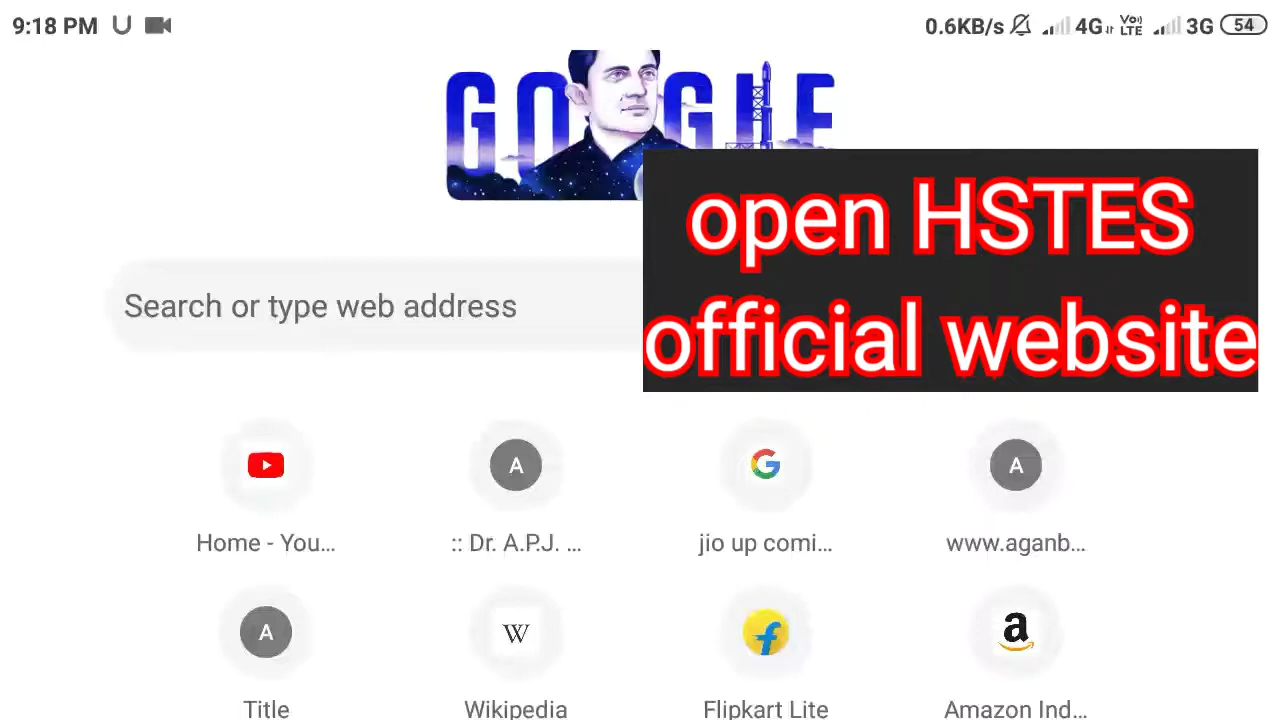 9:18 PM
0.6KB/s 4G Vo) LTE 3G 54
GOOGLE
open HSTES
official website
Search or type web address
Home - You...
:: Dr. A.P.J. ...
jio up comi...
www.aganb...
A
A
A
W
a
Title
Wikipedia
Flipkart Lite
Amazon Ind...